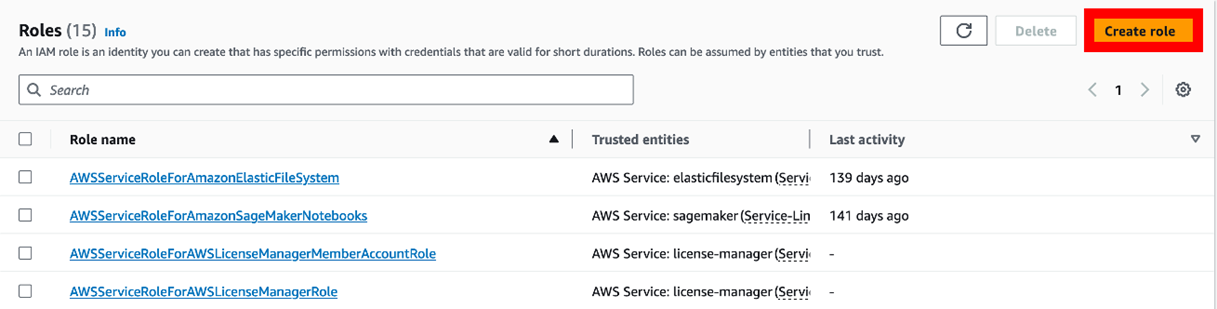 Roles (15) Info
An IAM role is an identity you can create that has specific permissions with credentials that are valid for short durations. Roles can be assumed by entities that you trust.
Delete
Create role
Search
1
Role name Trusted entities Last activity
AWSServiceRoleForAmazonElasticFileSystem AWS Service: elasticfilesystem (Servi 139 days ago
AWSServiceRoleForAmazonSageMakerNotebooks AWS Service: sagemaker (Service-Lin 141 days ago
AWSServiceRoleForAWSLicenseManagerMemberAccountRole AWS Service: license-manager (Servi -
AWSServiceRoleForAWSLicenseManagerRole AWS Service: license-manager (Servi -